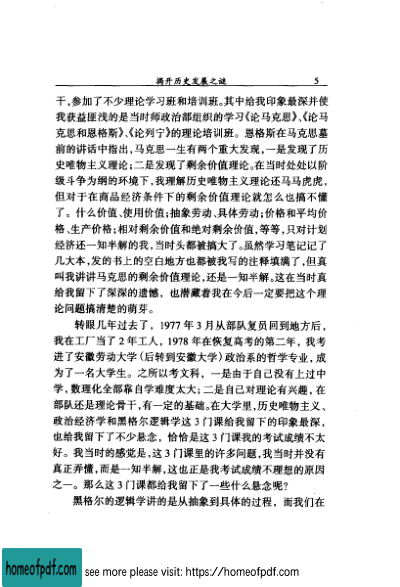 揭开历史发展之谜 5
干,参加了不少理论学习班和培训班。其中给我印象最深并使
我获益匪浅的是当时师政治部组织的学习《论马克思》、《论马
克思和恩格斯》、《论列宁》的理论培训班。恩格斯在马克思墓
前的讲话中指出,马克思一生有两个重大发现,一是发现了历
史唯物主义理论;二是发现了剩余价值理论。在当时处处以阶
级斗争为纲的环境下,我理解历史唯物主义理论还马马虎虎,
但对于在商品经济条件下的剩余价值理论就怎么也搞不懂
了。什么价值、使用价值;抽象劳动、具体劳动;价格和平均价
格、生产价格;相对剩余价值和绝对剩余价值,等等,只对计划
经济还一知半解的我,当时头都被搞大了。虽然学习笔记记了
几大本,发的书上的空白地方也都被我写的注释填满了,但真
叫我讲讲马克思的剩余价值理论,还是一知半解。这在当时真
给我留下了深深的遗憾，也潜藏着我在今后一定要把这个理
论问题搞清楚的萌芽。
转眼几年过去了，1977 年 3 月从部队复员回到地方后，
我在工厂当了 2 年工人，1978 年在恢复高考的第二年，我考
进了安徽劳动大学（后转到安徽大学）政治系的哲学专业，成
为了一名大学生。之所以考文科，一是由于自己没有上过中
学,数理化全部靠自学难度太大；二是自己对理论有兴趣，在
部队还是理论骨干,有一定的基础。在大学里,历史唯物主义、
政治经济学和黑格尔逻辑学这 3 门课给我留下的印象最深，
也给我留下了不少悬念，恰恰是这 3 门课我的考试成绩不太
好。我当时的感觉是,这 3 门课里的许多问题,我当时并没有
真正弄懂,而是一知半解,这也正是我考试成绩不理想的原因
之一。那么这 3 门课都给我留下了一些什么悬念呢?
黑格尔的逻辑学讲的是从抽象到具体的过程，而我们在
homeofpdf.com
see more please visit: https://homeofpdf.com